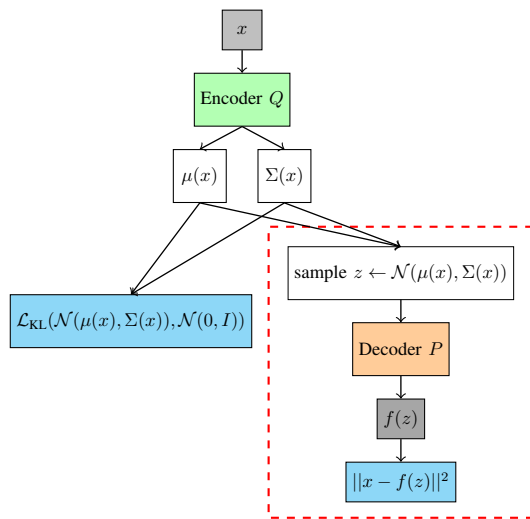 x
Encoder Q
μ(x)
Σ(x)
sample z ← 𝒩(μ(x), Σ(x))
ℒ_KL(𝒩(μ(x), Σ(x)), 𝒩(0, I))
Decoder P
f(z)
||x − f(z)||²